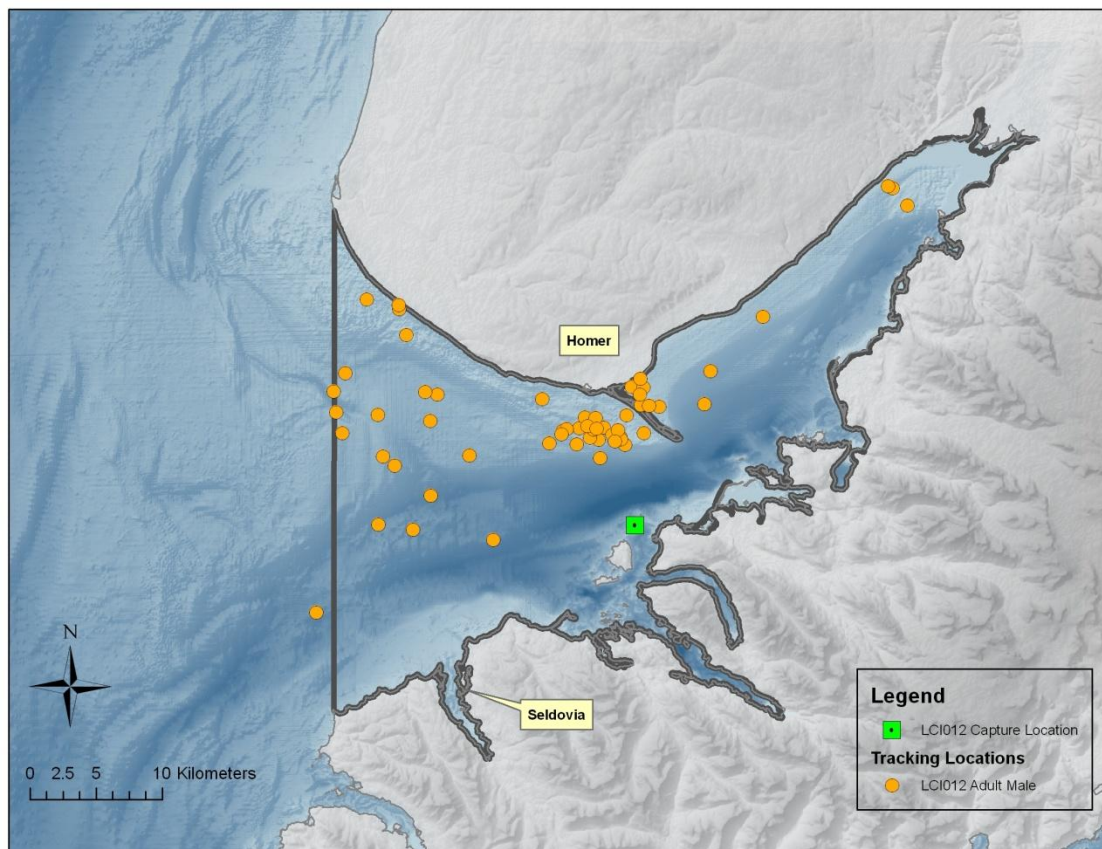 Homer
N
Seldovia
0 2.5 5 10 Kilometers
Legend
LCI012 Capture Location
Tracking Locations
LCI012 Adult Male